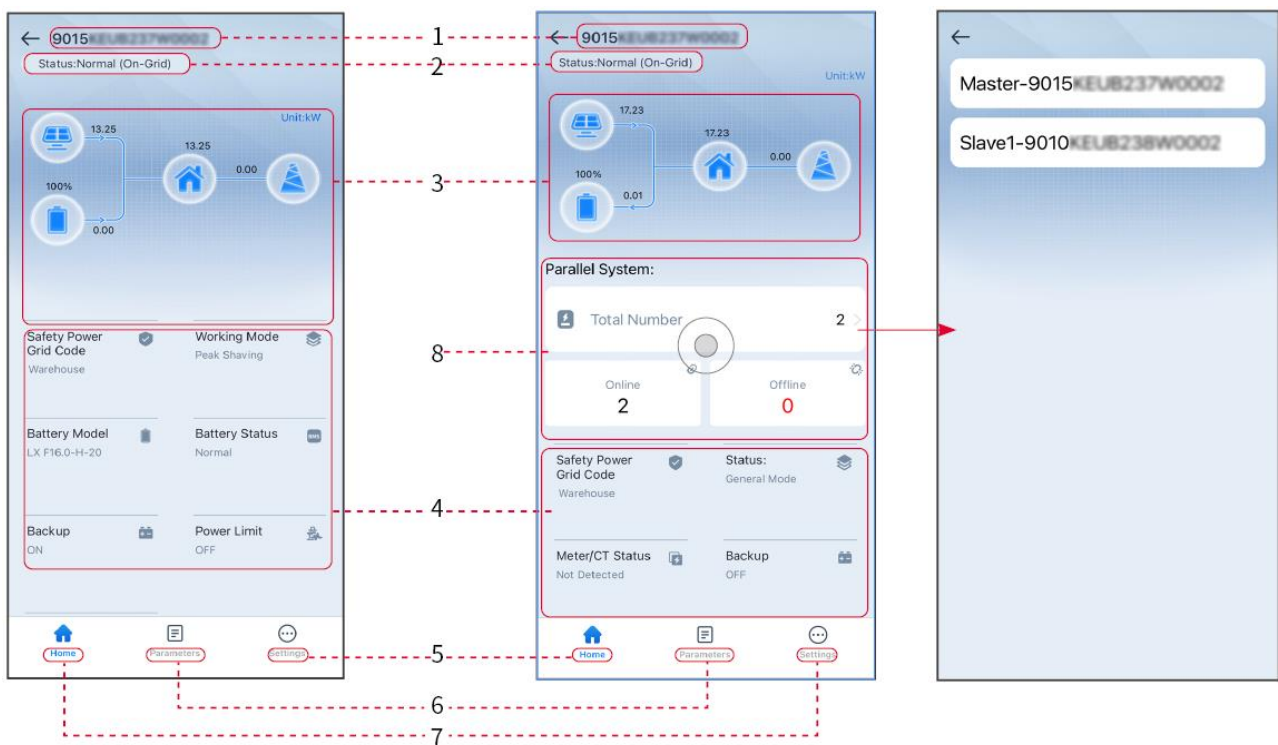 9015
Status:Normal (On-Grid)
Unit:kW
13.25
13.25
0.00
100%
0.00
Safety Power
Grid Code
Warehouse
Working Mode
Peak Shaving
Battery Model
LX F16.0-H-20
Battery Status
Normal
BMS
Backup
ON
Power Limit
OFF
Home
Parameters
Settings
1
2
3
8
4
5
6
7
9015
Status:Normal (On-Grid)
Unit:kW
17.23
17.23
0.00
100%
0.01
Parallel System:
Total Number
2
Online
2
Offline
0
Safety Power
Grid Code
Warehouse
Status:
General Mode
Meter/CT Status
Not Detected
Backup
OFF
Home
Parameters
Settings
Master-9015KEUB237W0002
Slave1-9010KEUB238W0002